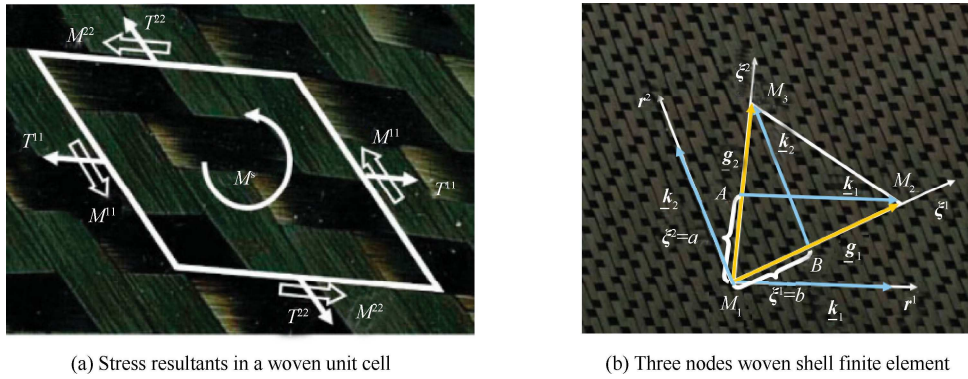 M²²
T²²
T¹¹
M¹¹
Mˢ
M¹¹
T¹¹
T²²
M²²
(a) Stress resultants in a woven unit cell
ξ²
M₃
r²
k₂
g₂
k₂
A
k₁
M₂
ξ¹
ξ²=a
g₁
B
M₁
ξ¹=b
k₁
r¹
(b) Three nodes woven shell finite element